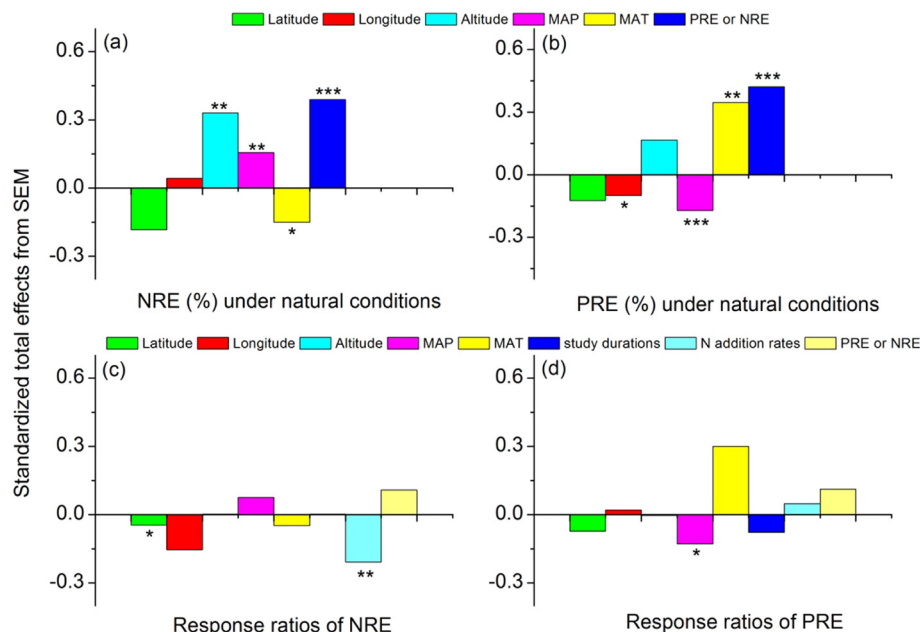 Latitude Longitude Altitude MAP MAT PRE or NRE
(a) (b)
0.6 0.6
*** ***
** ** **
0.3 0.3
0.0 0.0
* * ***
-0.3 -0.3
Standardized total effects from SEM
NRE (%) under natural conditions PRE (%) under natural conditions
Latitude Longitude Altitude MAP MAT study durations N addition rates PRE or NRE
(c) (d)
0.6 0.6
0.3 0.3
0.0 0.0
* ** *
-0.3 -0.3
Response ratios of NRE Response ratios of PRE